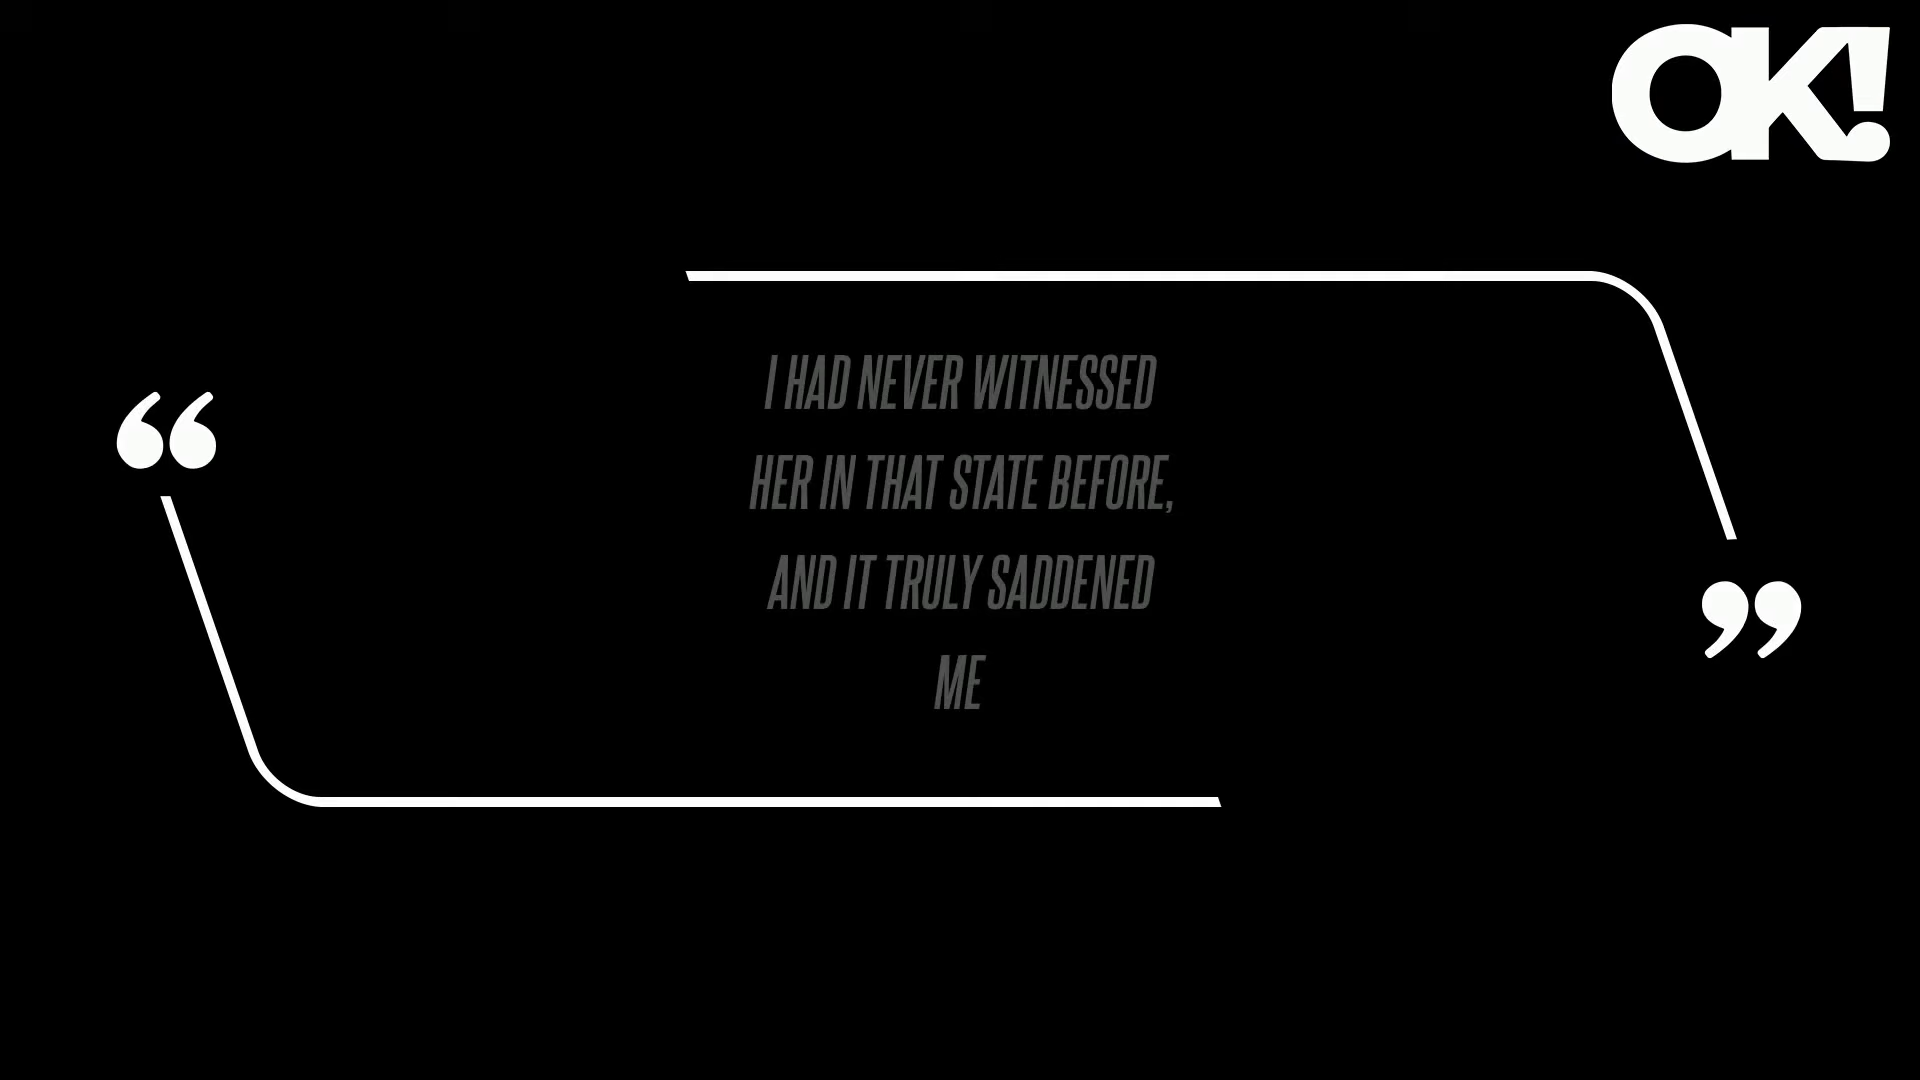 OK!
“
I HAD NEVER WITNESSED
HER IN THAT STATE BEFORE,
AND IT TRULY SADDENED
ME
”